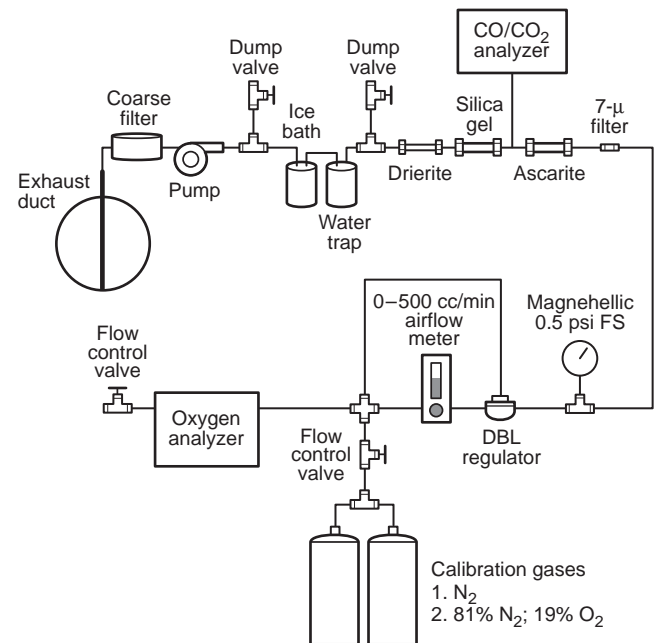 CO/CO₂
analyzer
Dump
valve
Dump
valve
Coarse
filter
Ice
bath
Silica
gel
7-μ
filter
Exhaust
duct
Pump
Drierite
Ascarite
Water
trap
0–500 cc/min
airflow
meter
Magnehellic
0.5 psi FS
Flow
control
valve
Oxygen
analyzer
Flow
control
valve
DBL
regulator
Calibration gases
1. N₂
2. 81% N₂; 19% O₂